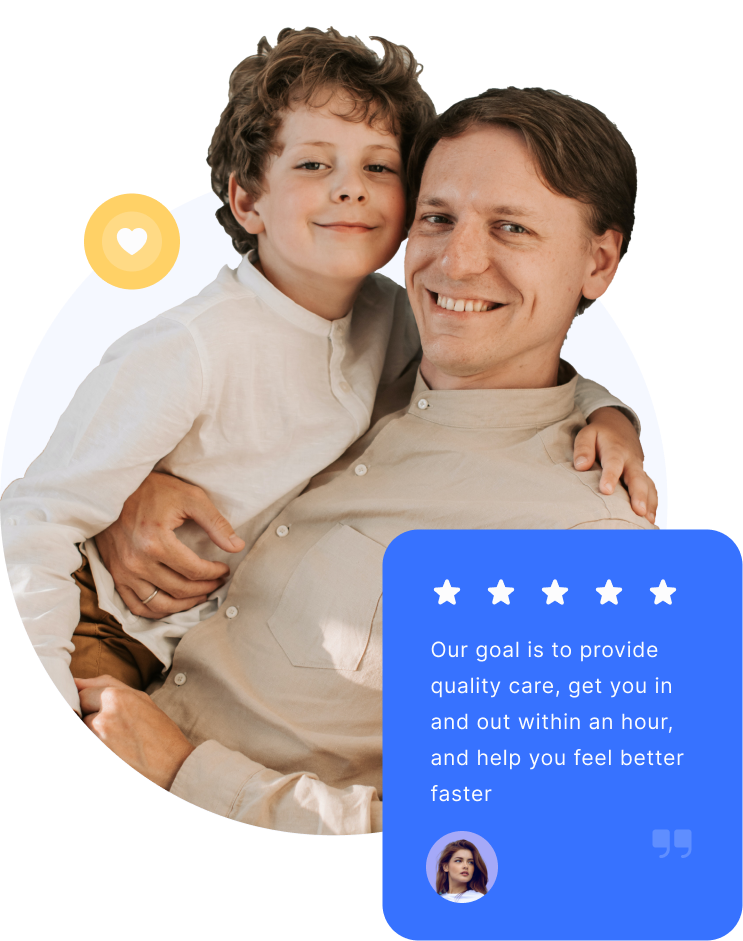 Our goal is to provide
quality care, get you in
and out within an hour,
and help you feel better
faster